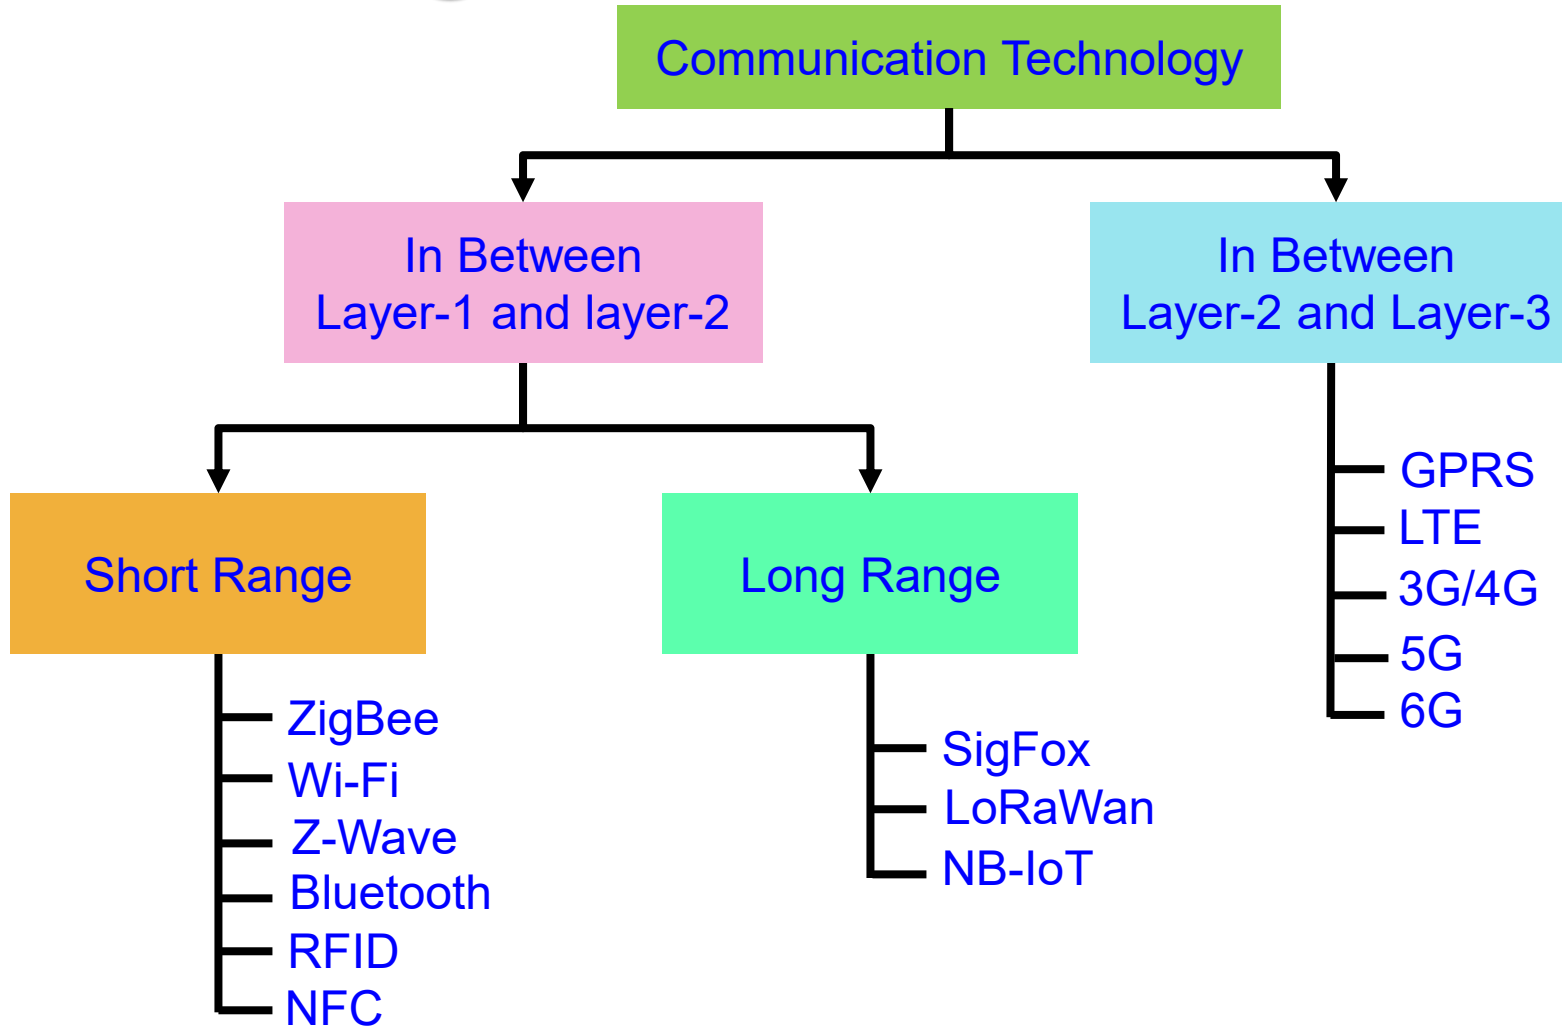 Communication Technology
In Between
Layer-1 and layer-2
In Between
Layer-2 and Layer-3
Short Range
Long Range
ZigBee
Wi-Fi
Z-Wave
Bluetooth
RFID
NFC
SigFox
LoRaWan
NB-IoT
GPRS
LTE
3G/4G
5G
6G